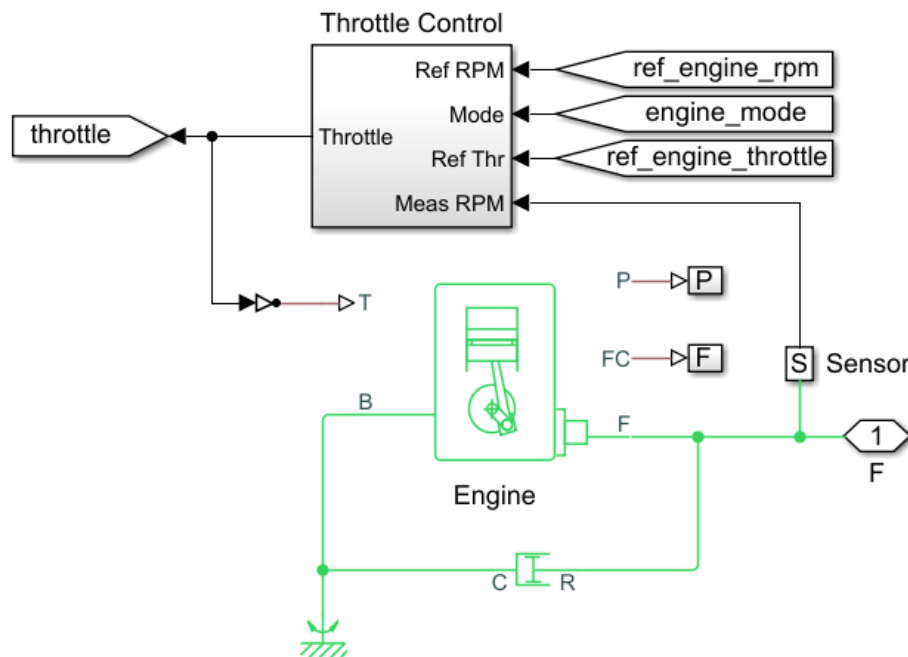 Throttle Control
Ref RPM
ref_engine_rpm
Mode
engine_mode
throttle
Throttle
Ref Thr
ref_engine_throttle
Meas RPM
P
P
T
FC
F
S
Sensor
B
F
1
F
Engine
C
R